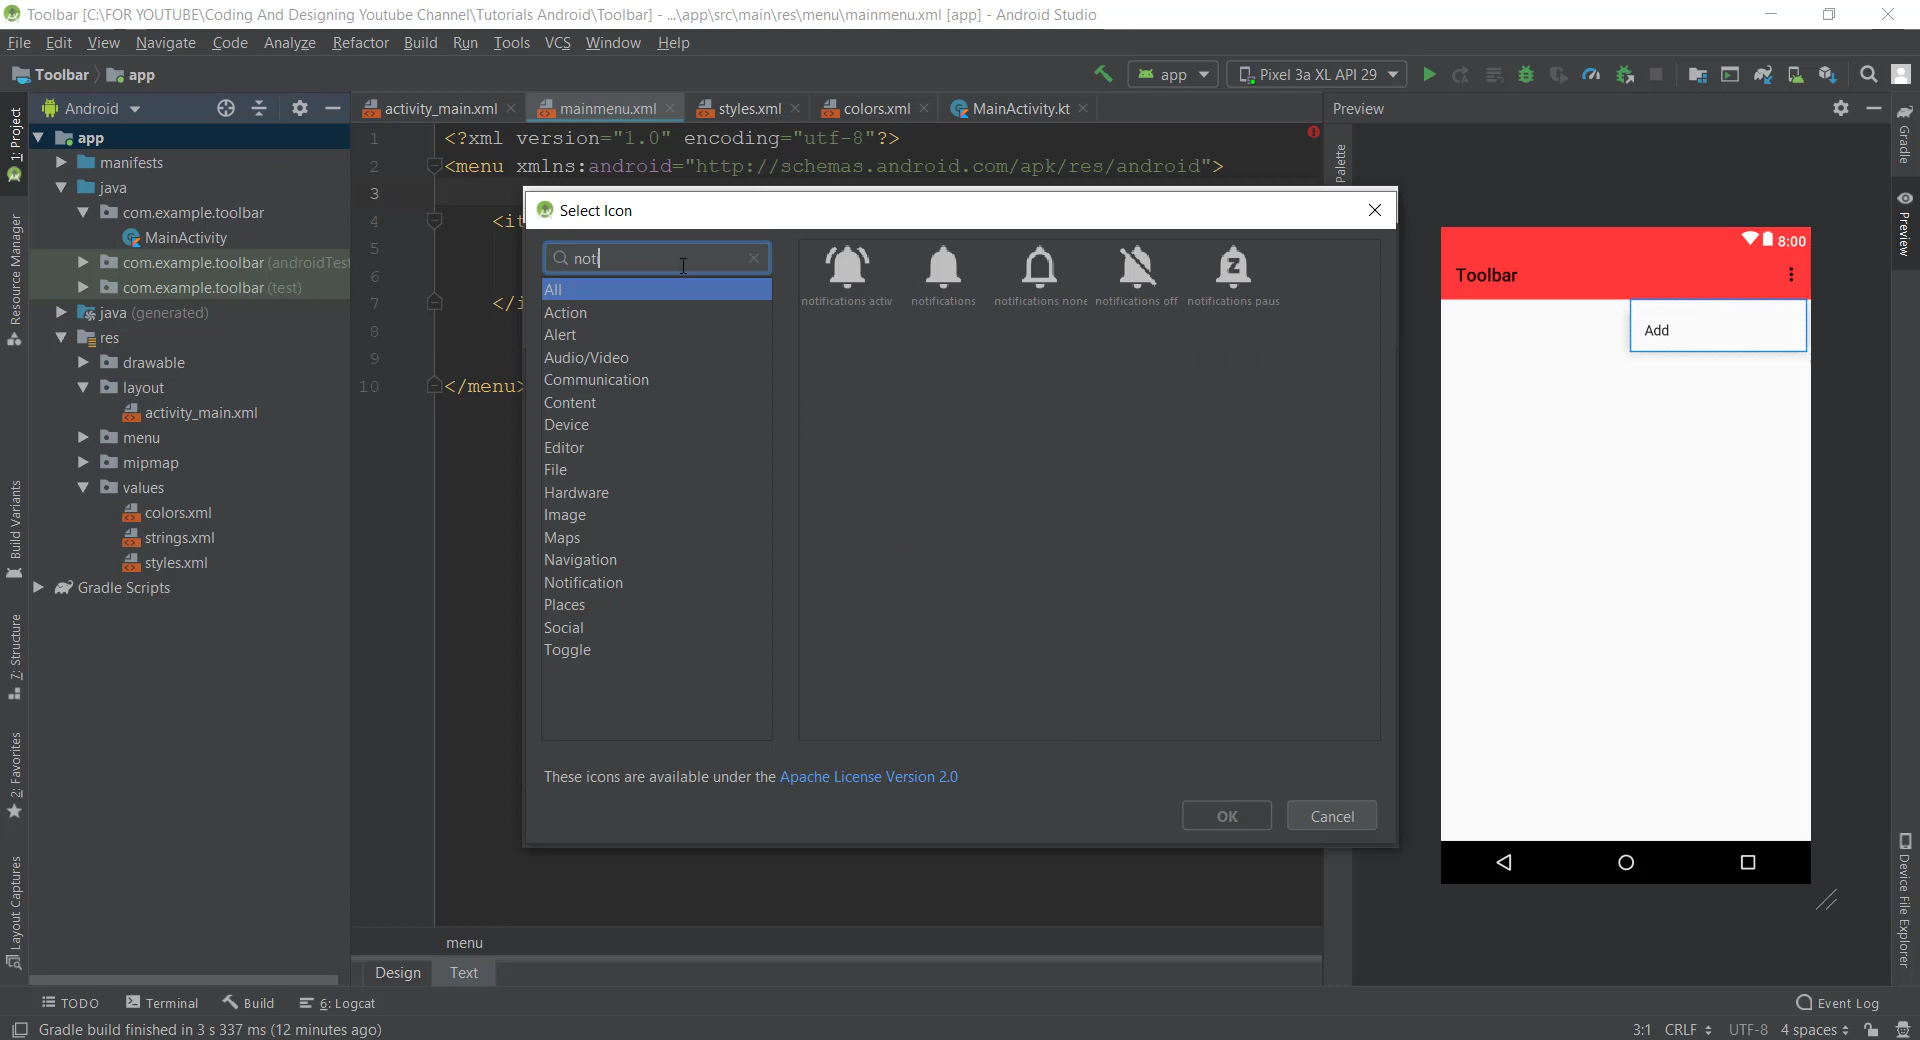 Toolbar [C:\FOR YOUTUBE\Coding And Designing Youtube Channel\Tutorials Android\Toolbar] - ...\app\src\main\res\menu\mainmenu.xml [app] - Android Studio
File Edit View Navigate Code Analyze Refactor Build Run Tools VCS Window Help
Toolbar app
app
Pixel 3a XL API 29
Android
activity_main.xml mainmenu.xml styles.xml colors.xml MainActivity.kt
Preview
1: Project
Resource Manager
Build Variants
7: Structure
2: Favorites
Layout Captures
app
manifests
java
com.example.toolbar
MainActivity
com.example.toolbar (androidTest
com.example.toolbar (test)
java (generated)
res
drawable
layout
activity_main.xml
menu
mipmap
values
colors.xml
strings.xml
styles.xml
Gradle Scripts
1 <?xml version="1.0" encoding="utf-8"?>
2 <menu xmlns:android="http://schemas.android.com/apk/res/android">
3
4 <it
5
6
7 </i
8
9
10 </menu>
Select Icon
noti
All
Action
Alert
Audio/Video
Communication
Content
Device
Editor
File
Hardware
Image
Maps
Navigation
Notification
Places
Social
Toggle
notifications activ notifications notifications none notifications off notifications paus
Z
These icons are available under the Apache License Version 2.0
OK Cancel
Palette
8:00
Toolbar
Add
Gradle
Preview
Device File Explorer
menu
Design Text
TODO Terminal Build 6: Logcat
Event Log
Gradle build finished in 3 s 337 ms (12 minutes ago)
3:1 CRLF UTF-8 4 spaces